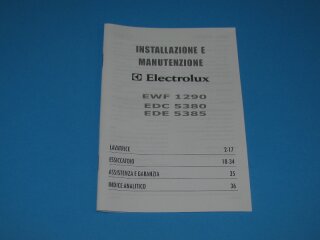 INSTALLAZIONE E
MANUTENZIONE
Electrolux
EWF 1290
EDC 5380
EDE 5385
LAVATRICE 2-17
ESSICCATOIO 18-34
ASSISTENZA E GARANZIA 35
INDICE ANALITICO 36